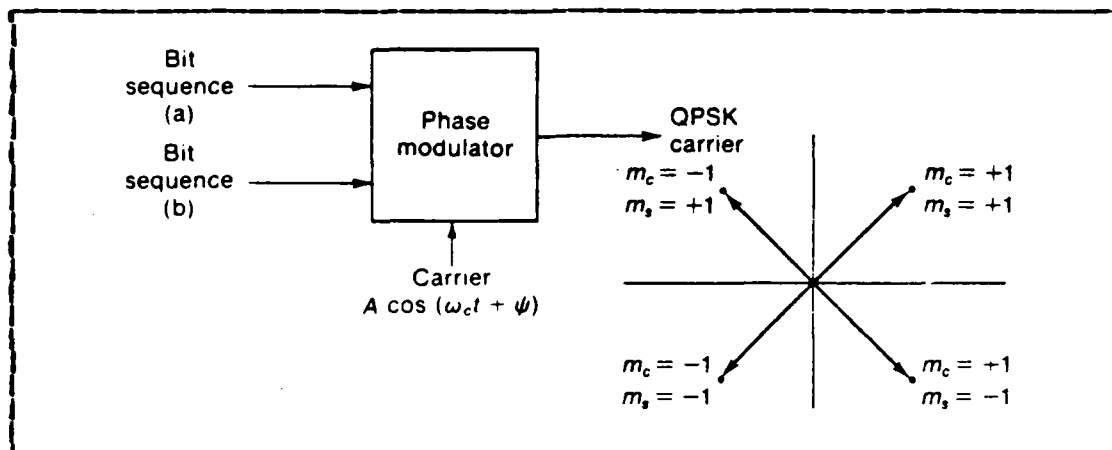 Bit
sequence
(a)
Bit
sequence
(b)
Phase
modulator
Carrier
A cos (ω_c t + ψ)
QPSK
carrier
m_c = −1
m_s = +1
m_c = +1
m_s = +1
m_c = −1
m_s = −1
m_c = +1
m_s = −1